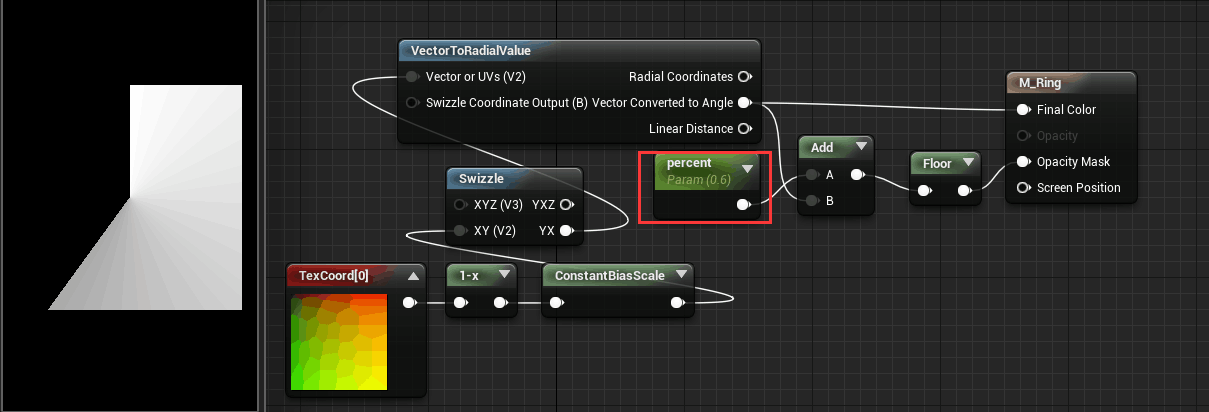 VectorToRadialValue
Vector or UVs (V2)
Radial Coordinates
Swizzle Coordinate Output (B)
Vector Converted to Angle
Linear Distance
M_Ring
Final Color
Opacity
Opacity Mask
Screen Position
percent
Param (0.6)
Add
A
B
Floor
Swizzle
XYZ (V3)
YXZ
XY (V2)
YX
TexCoord[0]
1-x
ConstantBiasScale